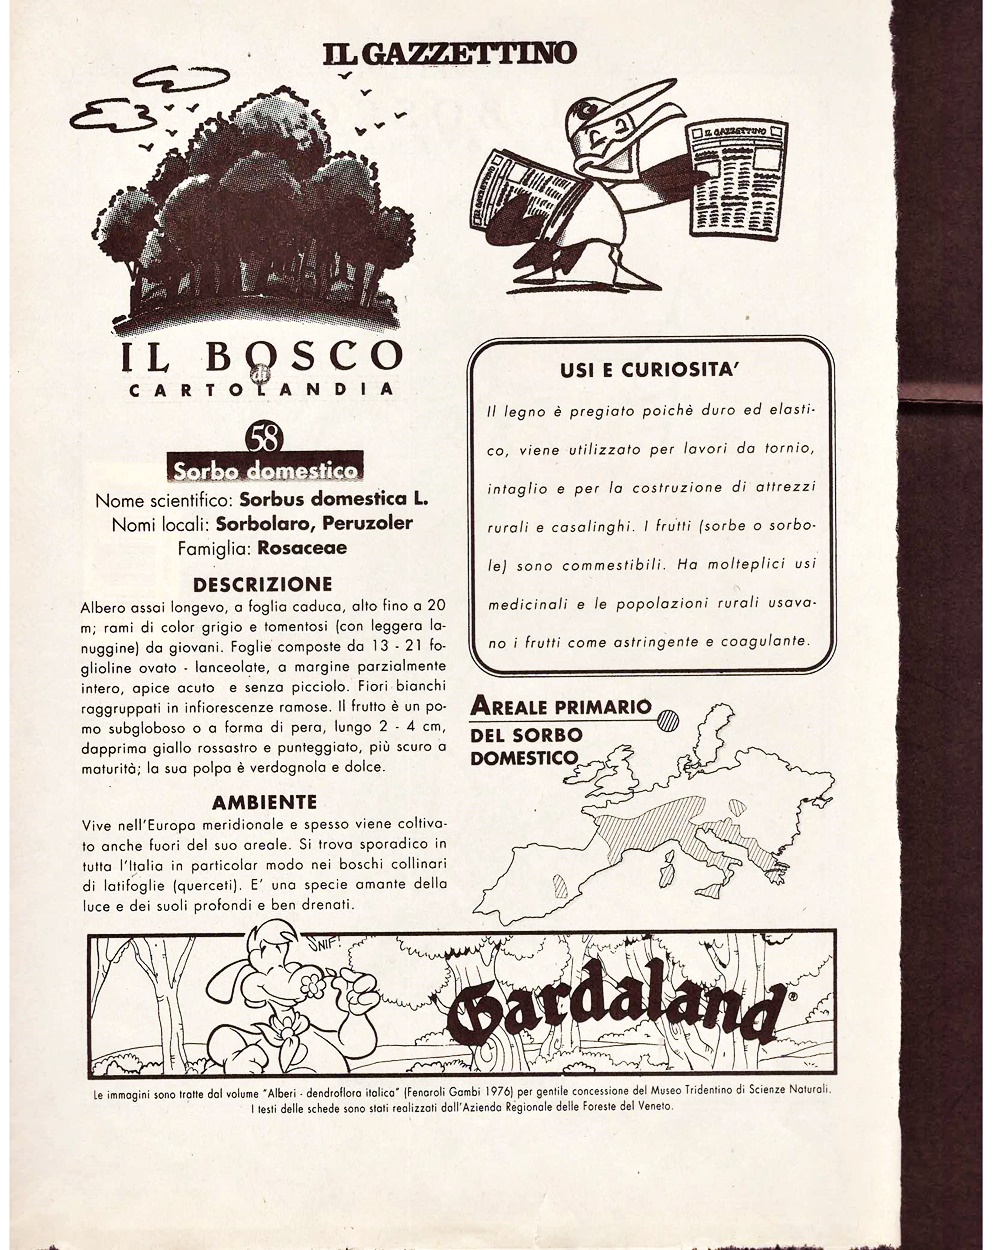 IL GAZZETTINO
IL GAZZETTINO
IL GAZZETTINO
IL BOSCO
di
CARTOLANDIA
58
Sorbo domestico
Nome scientifico: Sorbus domestica L.
Nomi locali: Sorbolaro, Peruzoler
Famiglia: Rosaceae
DESCRIZIONE
Albero assai longevo, a foglia caduca, alto fino a 20
m; rami di color grigio e tomentosi (con leggera la-
nuggine) da giovani. Foglie composte da 13 - 21 fo-
glioline ovato - lanceolate, a margine parzialmente
intero, apice acuto e senza picciolo. Fiori bianchi
raggruppati in infiorescenze ramose. Il frutto è un po-
mo subgloboso o a forma di pera, lungo 2 - 4 cm,
dapprima giallo rossastro e punteggiato, più scuro a
maturità; la sua polpa è verdognola e dolce.
AMBIENTE
Vive nell'Europa meridionale e spesso viene coltiva-
to anche fuori del suo areale. Si trova sporadico in
tutta l'Italia in particolar modo nei boschi collinari
di latifoglie (querceti). E' una specie amante della
luce e dei suoli profondi e ben drenati.
USI E CURIOSITA'
Il legno è pregiato poichè duro ed elasti-
co, viene utilizzato per lavori da tornio,
intaglio e per la costruzione di attrezzi
rurali e casalinghi. I frutti (sorbe o sorbo-
le) sono commestibili. Ha molteplici usi
medicinali e le popolazioni rurali usava-
no i frutti come astringente e coagulante.
AREALE PRIMARIO
DEL SORBO
DOMESTICO
SNIF!
Gardaland®
Le immagini sono tratte dal volume "Alberi - dendroflora italica" (Fenaroli Gambi 1976) per gentile concessione del Museo Tridentino di Scienze Naturali.
I testi delle schede sono stati realizzati dall'Azienda Regionale delle Foreste del Veneto.